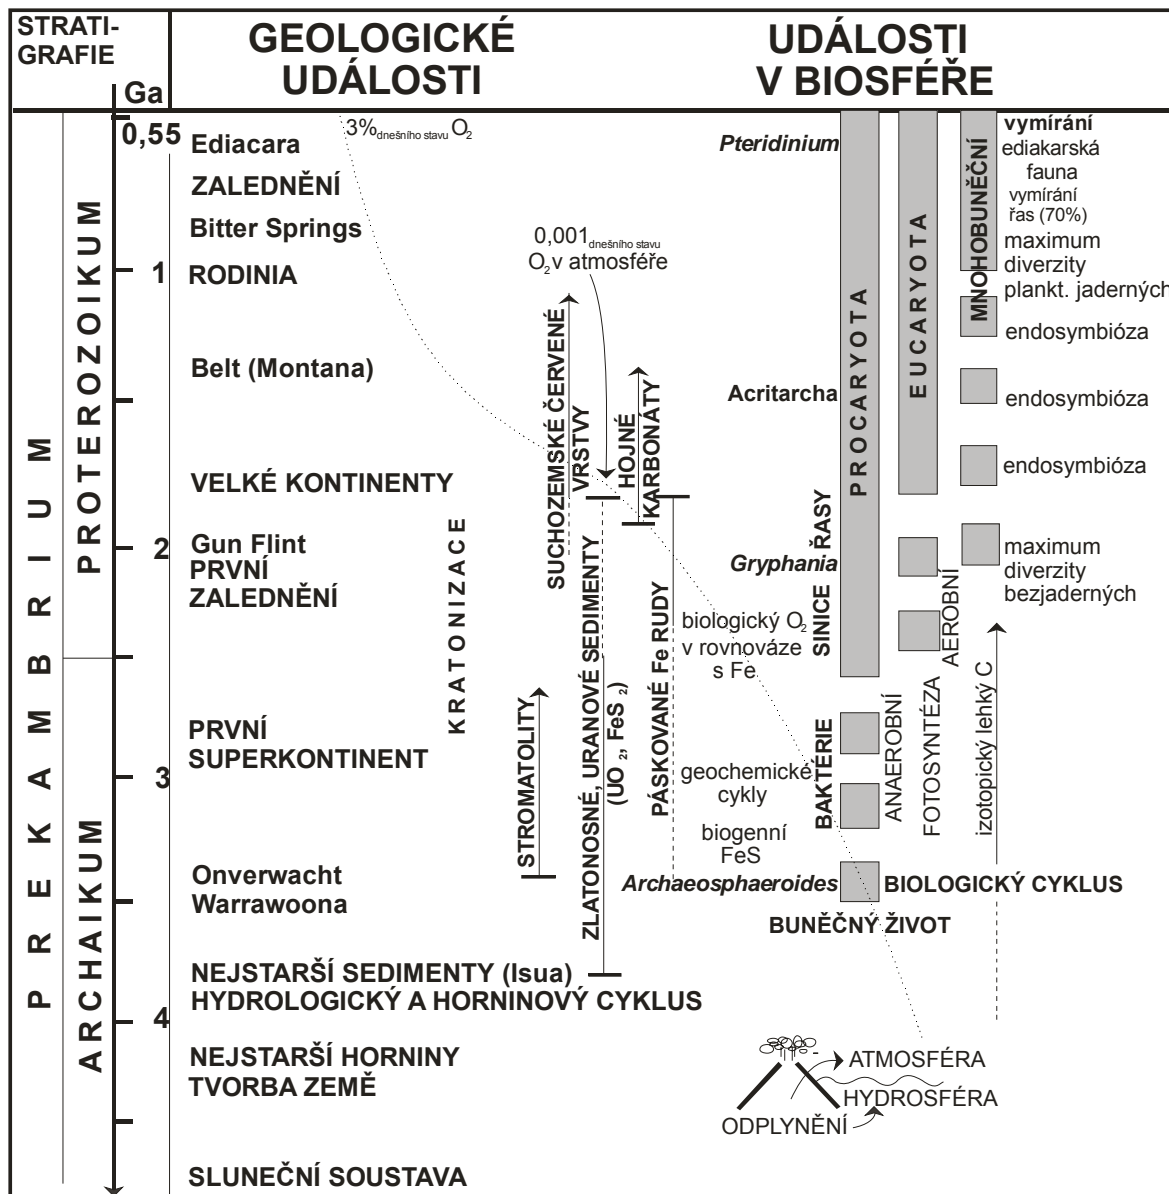 STRATI-
GRAFIE
Ga
GEOLOGICKÉ
UDÁLOSTI
UDÁLOSTI
V BIOSFÉŘE
PREKAMBRIUM
PROTEROZOIKUM
ARCHAIKUM
0,55
1
2
3
4
3% dnešního stavu O2
Ediacara
ZALEDNĚNÍ
Bitter Springs
RODINIA
Belt (Montana)
VELKÉ KONTINENTY
Gun Flint
PRVNÍ
ZALEDNĚNÍ
PRVNÍ
SUPERKONTINENT
Onverwacht
Warrawoona
NEJSTARŠÍ SEDIMENTY (Isua)
HYDROLOGICKÝ A HORNINOVÝ CYKLUS
NEJSTARŠÍ HORNINY
TVORBA ZEMĚ
SLUNEČNÍ SOUSTAVA
KRATONIZACE
STROMATOLITY
SUCHOZEMSKÉ ČERVENÉ
VRSTVY
0,001 dnešního stavu
O2 v atmosféře
ZLATONOSNÉ, URANOVÉ SEDIMENTY
(UO2, FeS2)
HOJNÉ
KARBONÁTY
PÁSKOVANÉ Fe RUDY
Pteridinium
Acritarcha
Gryphania
biologický O2
v rovnováze
s Fe
geochemické
cykly
biogenní
FeS
Archaeosphaeroides
BUNĚČNÝ ŽIVOT
BIOLOGICKÝ CYKLUS
SINICE
ŘASY
BAKTÉRIE
PROCARYOTA
EUCARYOTA
MNOHOBUNĚČNÍ
ANAEROBNÍ
FOTOSYNTÉZA
AEROBNÍ
izotopický lehký C
vymírání
ediakarská
fauna
vymírání
řas (70%)
maximum
diverzity
plankt. jaderných
endosymbióza
endosymbióza
endosymbióza
maximum
diverzity
bezjaderných
ATMOSFÉRA
HYDROSFÉRA
ODPLYNĚNÍ